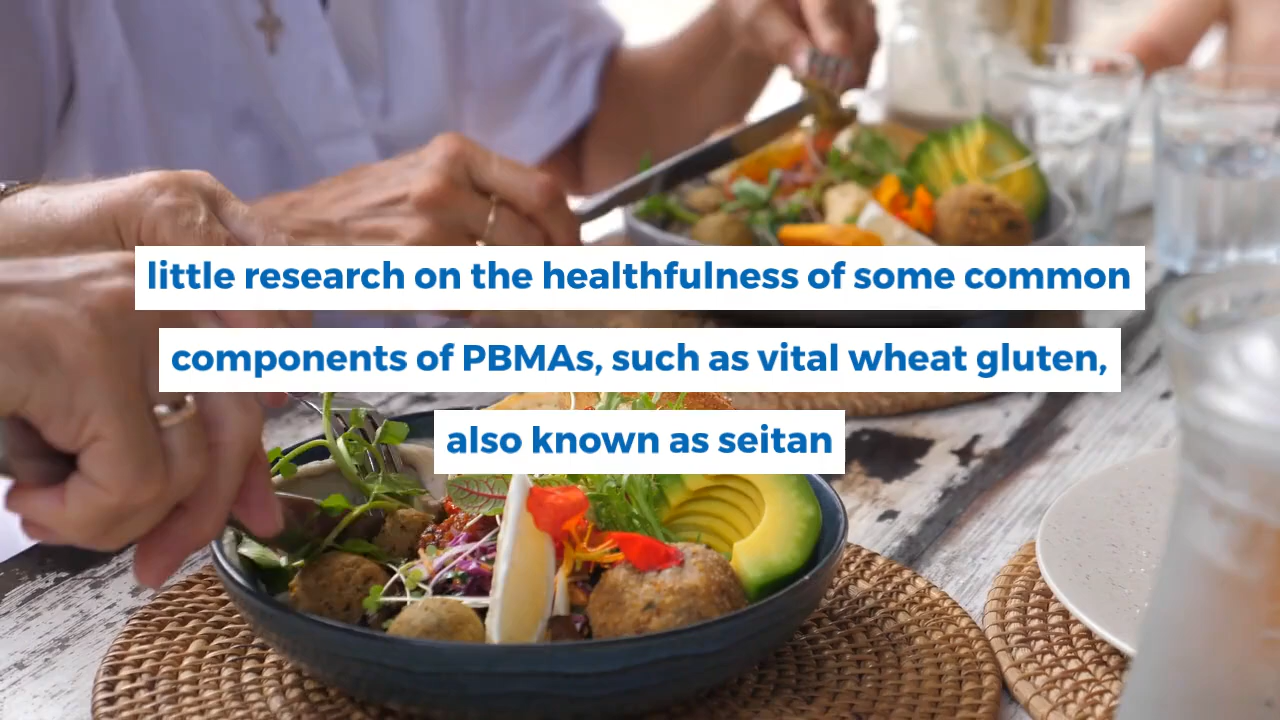 little research on the healthfulness of some common
components of PBMAs, such as vital wheat gluten,
also known as seitan